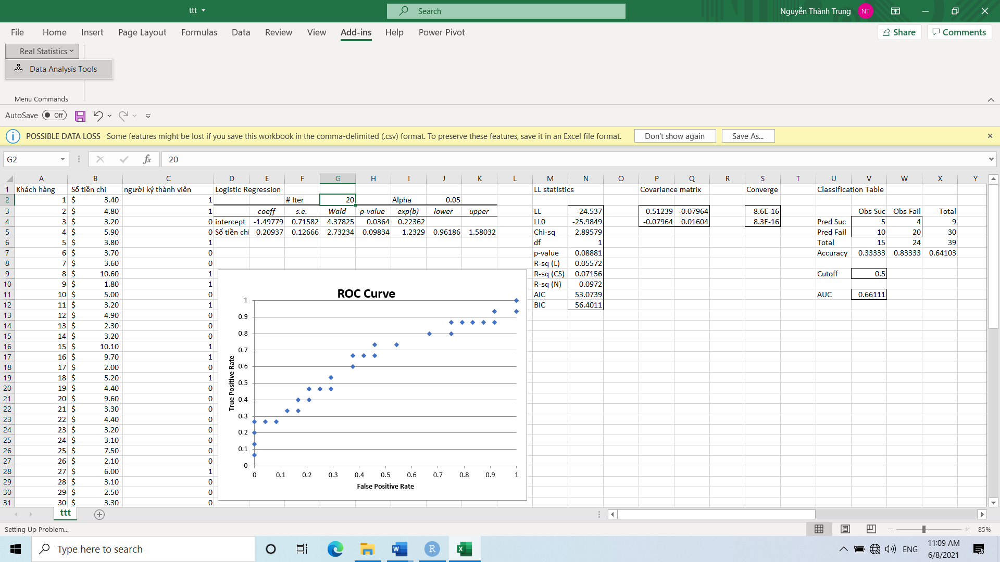 ttt
Search
Nguyễn Thành Trung NT
File Home Insert Page Layout Formulas Data Review View Add-ins Help Power Pivot Share Comments
Real Statistics
Data Analysis Tools
Menu Commands
AutoSave Off
POSSIBLE DATA LOSS Some features might be lost if you save this workbook in the comma-delimited (.csv) format. To preserve these features, save it in an Excel file format. Don't show again Save As...
G2 fx 20
A B C D E F G H I J K L M N O P Q R S T U V W X Y
1 Khách hàng Số tiền chi người ký thành viên Logistic Regression LL statistics Covariance matrix Converge Classification Table
2 1 $ 3.40 1 # Iter 20 Alpha 0.05
3 2 $ 4.80 1 coeff s.e. Wald p-value exp(b) lower upper LL -24.537 0.51239 -0.07964 8.6E-16 Obs Suc Obs Fail Total
4 3 $ 3.20 0 intercept -1.49779 0.71582 4.37825 0.0364 0.22362 LL0 -25.9849 -0.07964 0.01604 8.3E-16 Pred Suc 5 4 9
5 4 $ 5.90 0 Số tiền chi 0.20937 0.12666 2.73234 0.09834 1.2329 0.96186 1.58032 Chi-sq 2.89579 Pred Fail 10 20 30
6 5 $ 3.80 1 df 1 Total 15 24 39
7 6 $ 3.70 0 p-value 0.08881 Accuracy 0.33333 0.83333 0.64103
8 7 $ 3.60 0 R-sq (L) 0.05572
9 8 $ 10.60 1 R-sq (CS) 0.07156 Cutoff 0.5
10 9 $ 1.80 1 R-sq (N) 0.0972
11 10 $ 5.00 0 AIC 53.0739 AUC 0.66111
12 11 $ 3.20 1 BIC 56.4011
13 12 $ 4.90 0
14 13 $ 2.30 0
15 14 $ 3.20 0
16 15 $ 10.10 1
17 16 $ 9.70 1
18 17 $ 2.00 0
19 18 $ 5.20 1
20 19 $ 4.40 0
21 20 $ 9.60 0
22 21 $ 3.30 0
23 22 $ 4.40 0
24 23 $ 3.20 0
25 24 $ 3.10 0
26 25 $ 7.50 0
27 26 $ 2.10 0
28 27 $ 6.00 1
29 28 $ 3.10 0
30 29 $ 2.50 0
31 30 $ 3.30 0
ROC Curve
1
0.9
0.8
0.7
0.6
0.5
0.4
0.3
0.2
0.1
0
True Positive Rate
0 0.1 0.2 0.3 0.4 0.5 0.6 0.7 0.8 0.9 1
False Positive Rate
ttt
Setting Up Problem...
85%
Type here to search
W
R
X
ENG
11:09 AM
6/8/2021